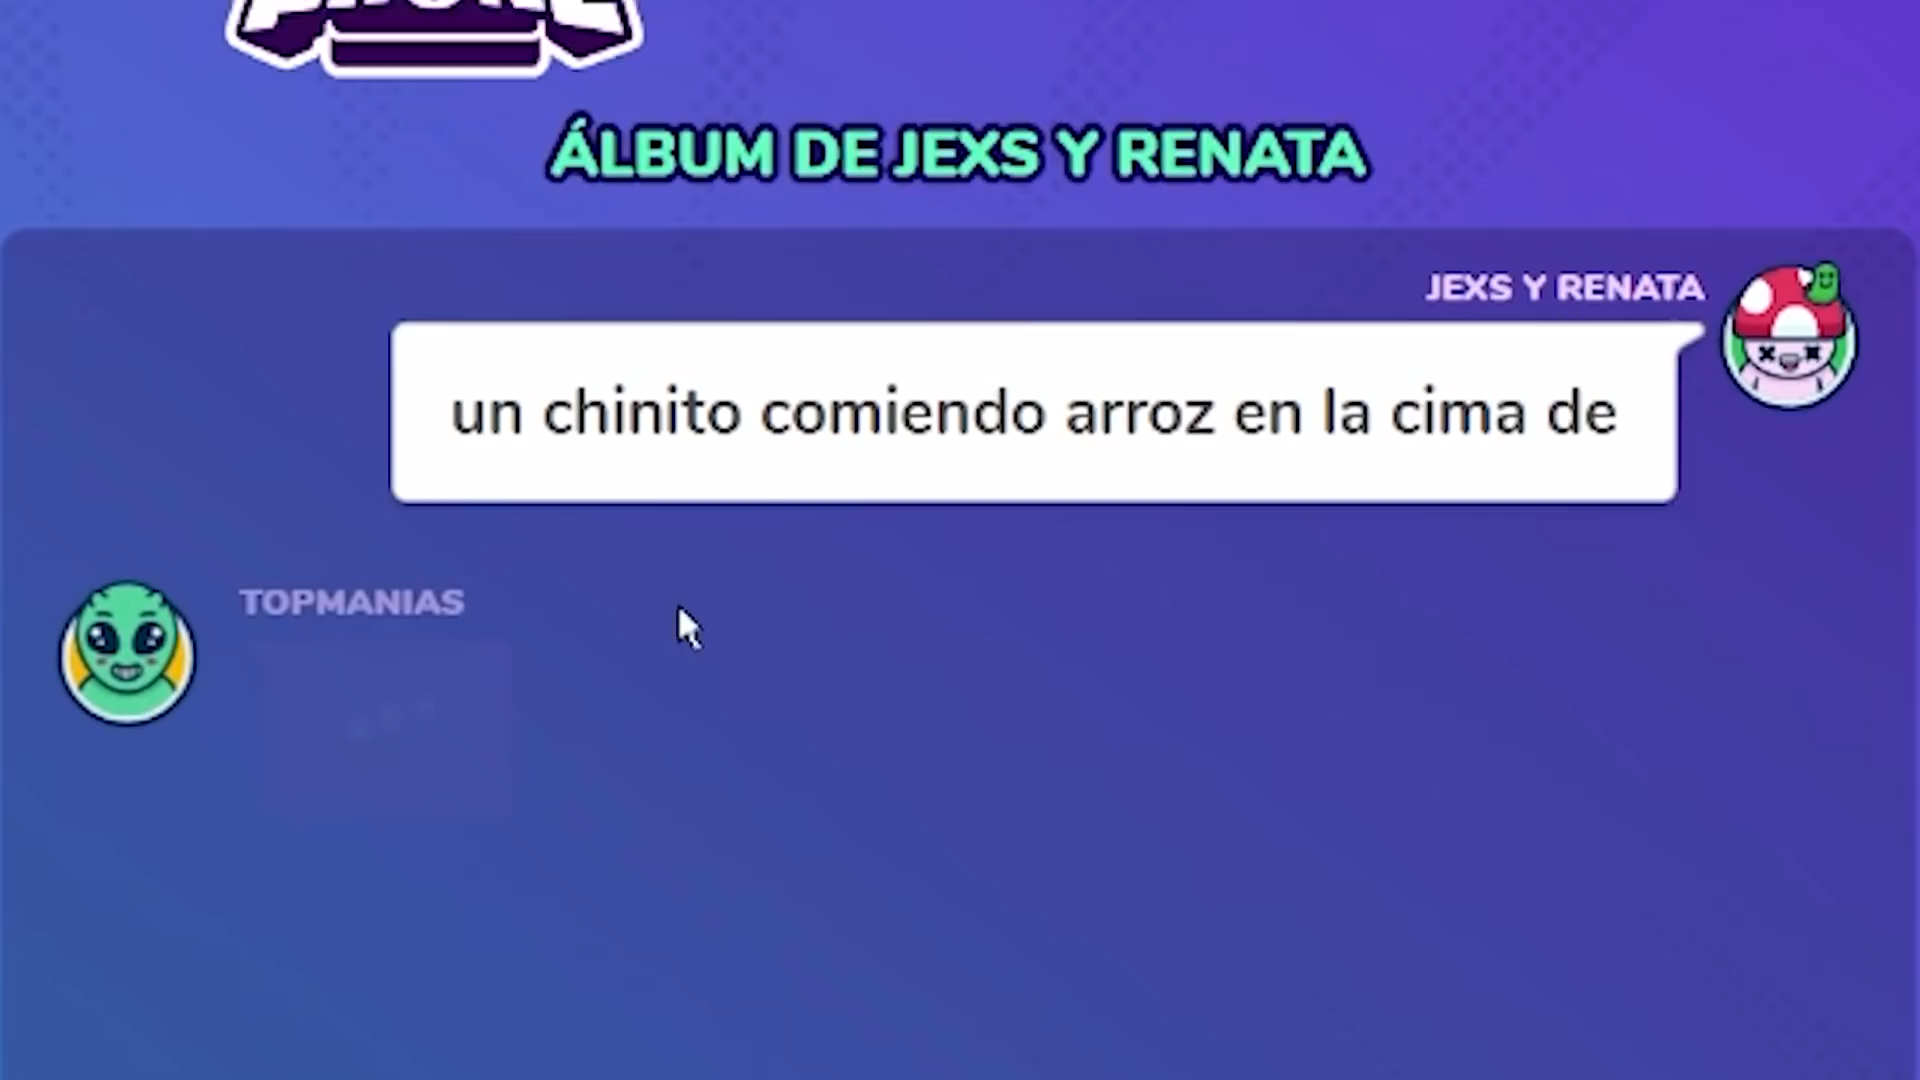 ÁLBUM DE JEXS Y RENATA
JEXS Y RENATA
un chinito comiendo arroz en la cima de
TOPMANIAS